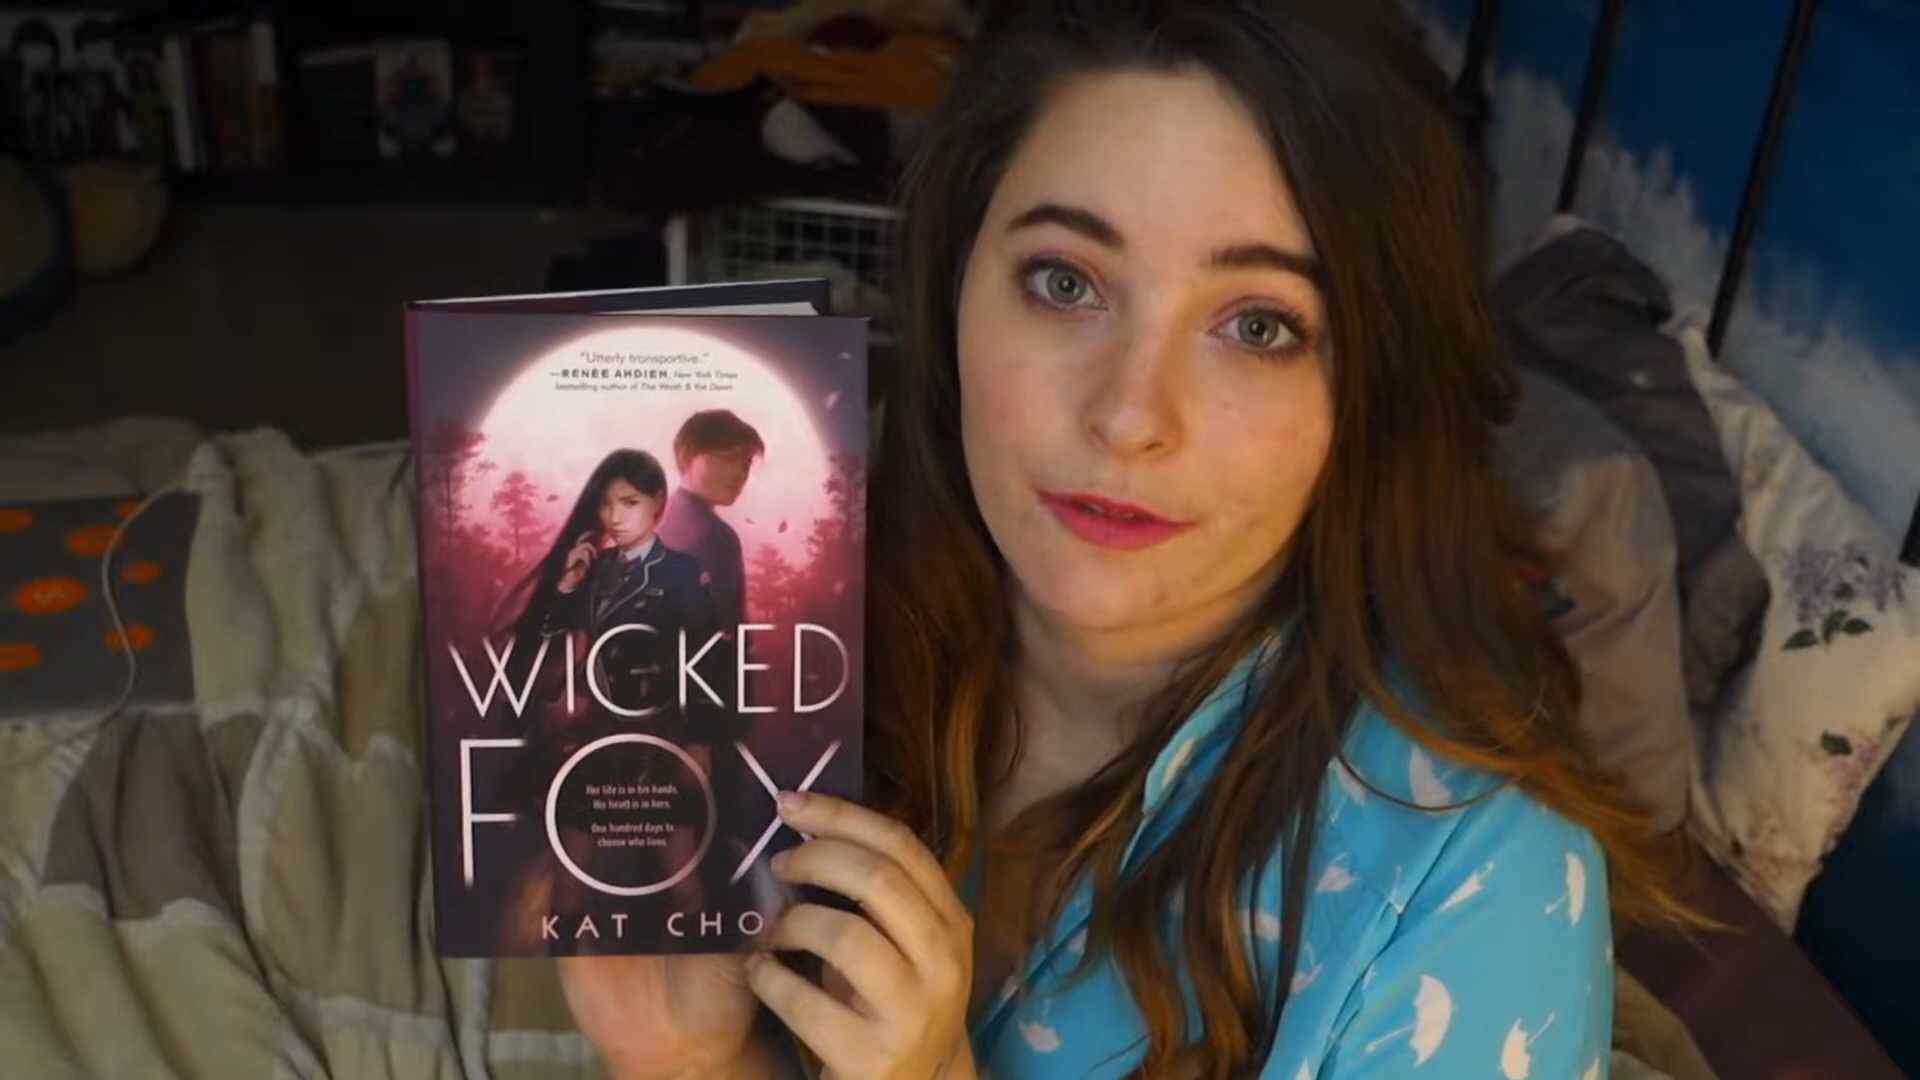 "Utterly transportive."
—RENÉE AHDIEH, New York Times
bestselling author of The Wrath & the Dawn
WICKED
FOX
Her life is in his hands.
His heart is in hers.
One hundred days to
choose who lives.
KAT CHO